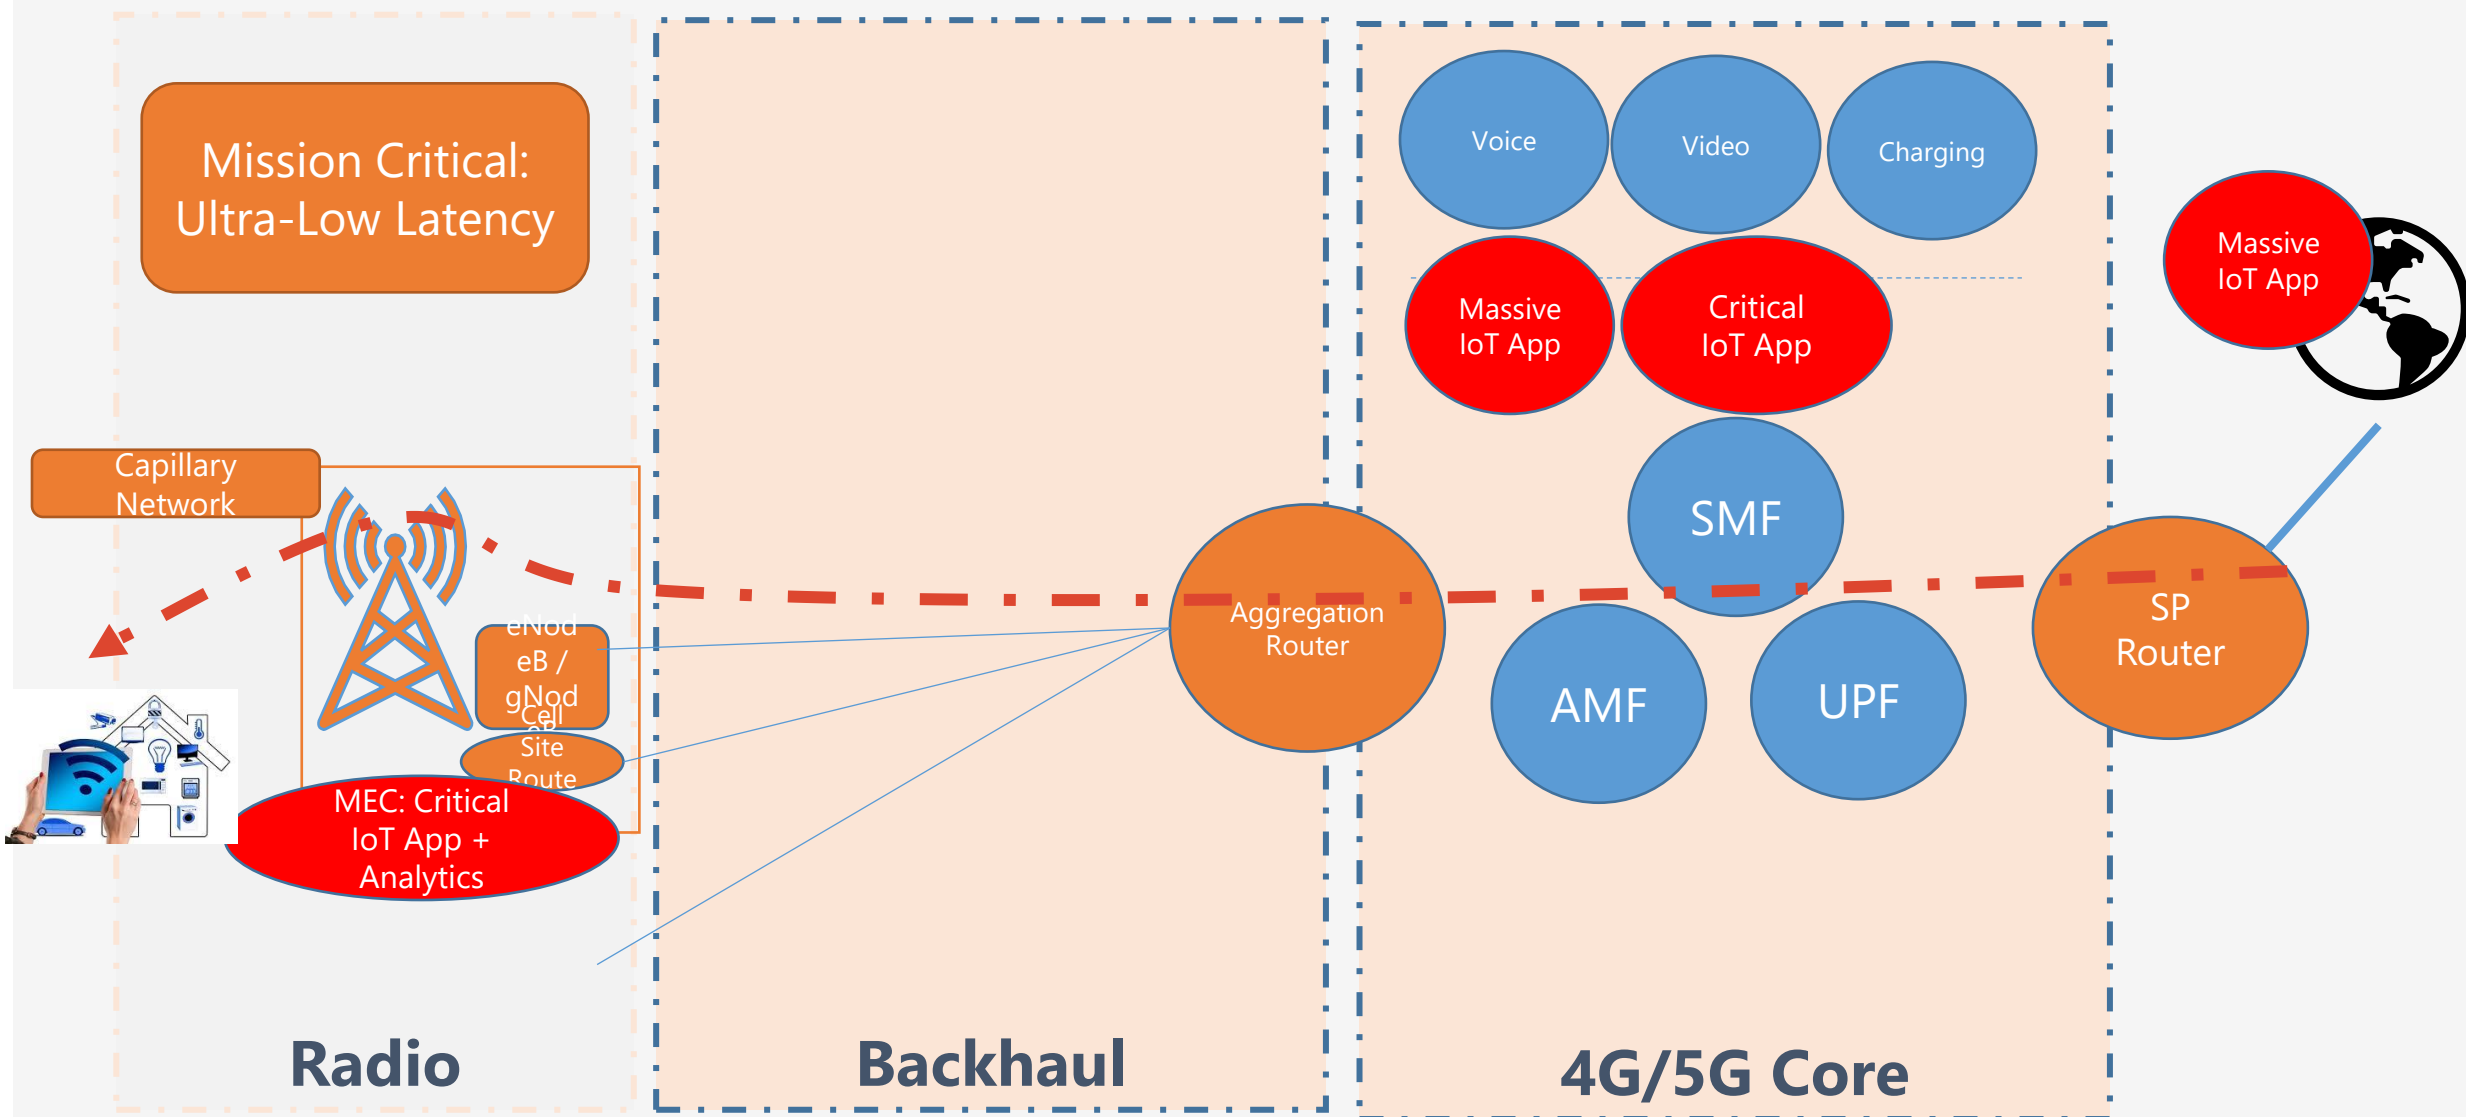 Mission Critical:
Ultra-Low Latency
Capillary
Network
eNod
eB /
gNod
Cell
Site
Route
MEC: Critical
IoT App +
Analytics
Radio
Aggregation
Router
Backhaul
Voice
Video
Charging
Massive
IoT App
Critical
IoT App
SMF
AMF
UPF
4G/5G Core
SP
Router
Massive
IoT App